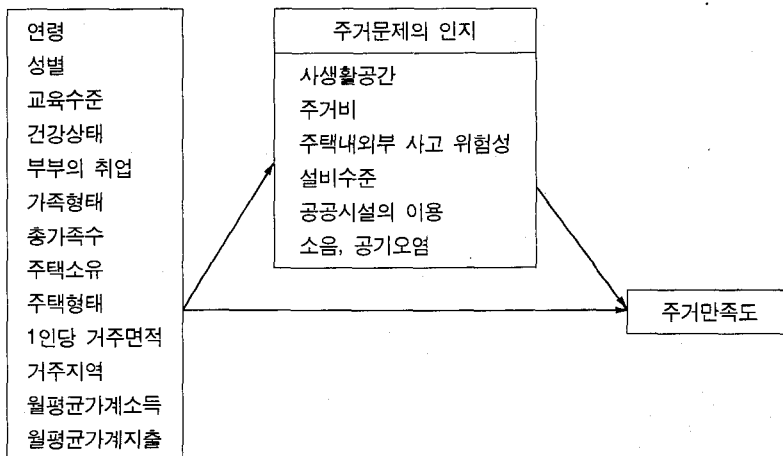 연령
성별
교육수준
건강상태
부부의 취업
가족형태
총가족수
주택소유
주택형태
1인당 거주면적
거주지역
월평균가계소득
월평균가계지출
주거문제의 인지
사생활공간
주거비
주택내외부 사고 위험성
설비수준
공공시설의 이용
소음, 공기오염
주거만족도